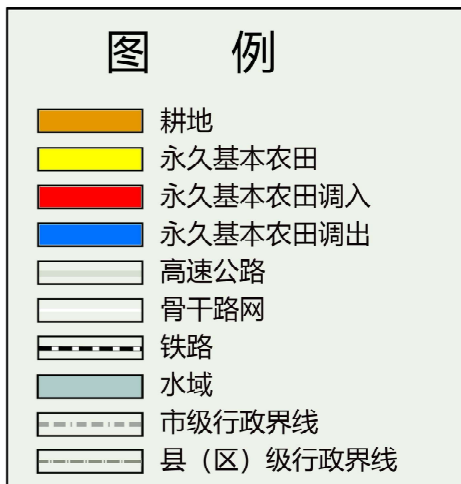 图 例
耕地
永久基本农田
永久基本农田调入
永久基本农田调出
高速公路
骨干路网
铁路
水域
市级行政界线
县（区）级行政界线